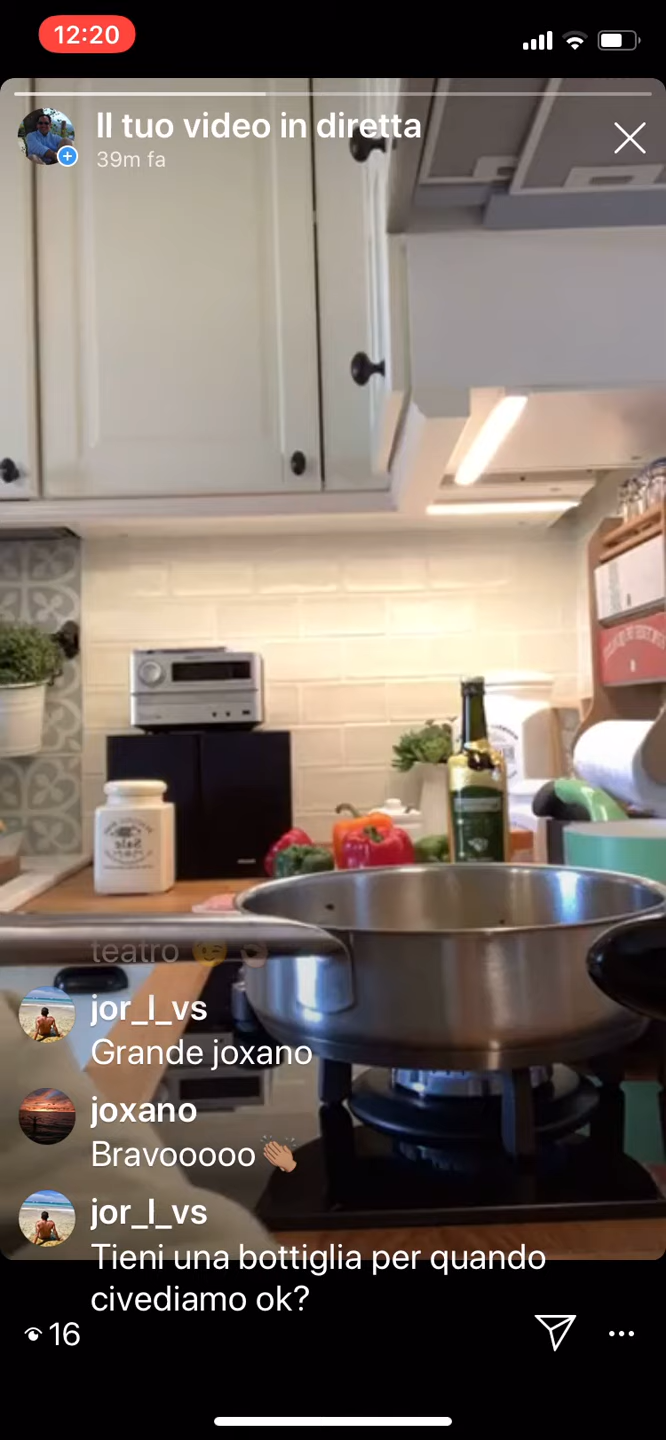 12:20
Il tuo video in diretta
39m fa
Sale
teatro 😉👌🏻
jor_l_vs
Grande joxano
joxano
Bravooooo 👏🏼
jor_l_vs
Tieni una bottiglia per quando
civediamo ok?
16